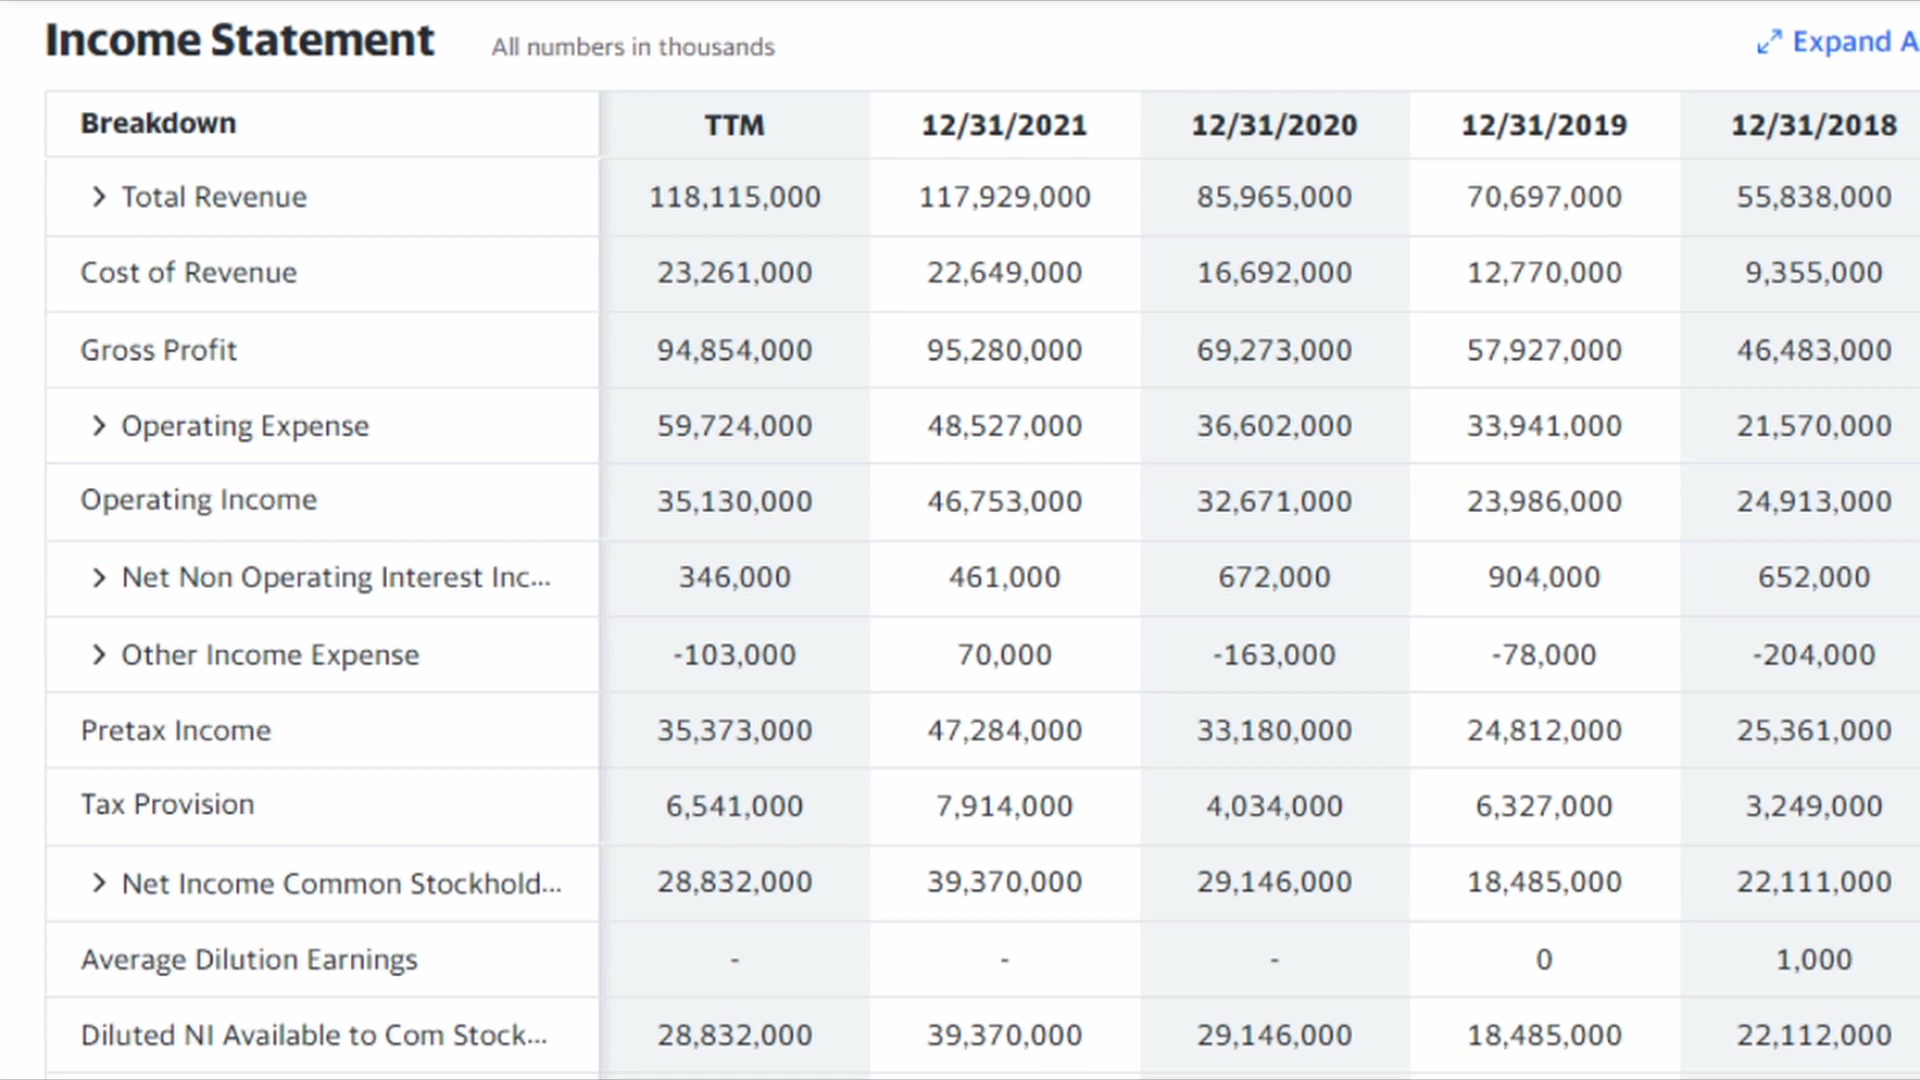 Income Statement All numbers in thousands Expand A
Breakdown TTM 12/31/2021 12/31/2020 12/31/2019 12/31/2018
Total Revenue 118,115,000 117,929,000 85,965,000 70,697,000 55,838,000
Cost of Revenue 23,261,000 22,649,000 16,692,000 12,770,000 9,355,000
Gross Profit 94,854,000 95,280,000 69,273,000 57,927,000 46,483,000
Operating Expense 59,724,000 48,527,000 36,602,000 33,941,000 21,570,000
Operating Income 35,130,000 46,753,000 32,671,000 23,986,000 24,913,000
Net Non Operating Interest Inc... 346,000 461,000 672,000 904,000 652,000
Other Income Expense -103,000 70,000 -163,000 -78,000 -204,000
Pretax Income 35,373,000 47,284,000 33,180,000 24,812,000 25,361,000
Tax Provision 6,541,000 7,914,000 4,034,000 6,327,000 3,249,000
Net Income Common Stockhold... 28,832,000 39,370,000 29,146,000 18,485,000 22,111,000
Average Dilution Earnings - - - 0 1,000
Diluted NI Available to Com Stock... 28,832,000 39,370,000 29,146,000 18,485,000 22,112,000